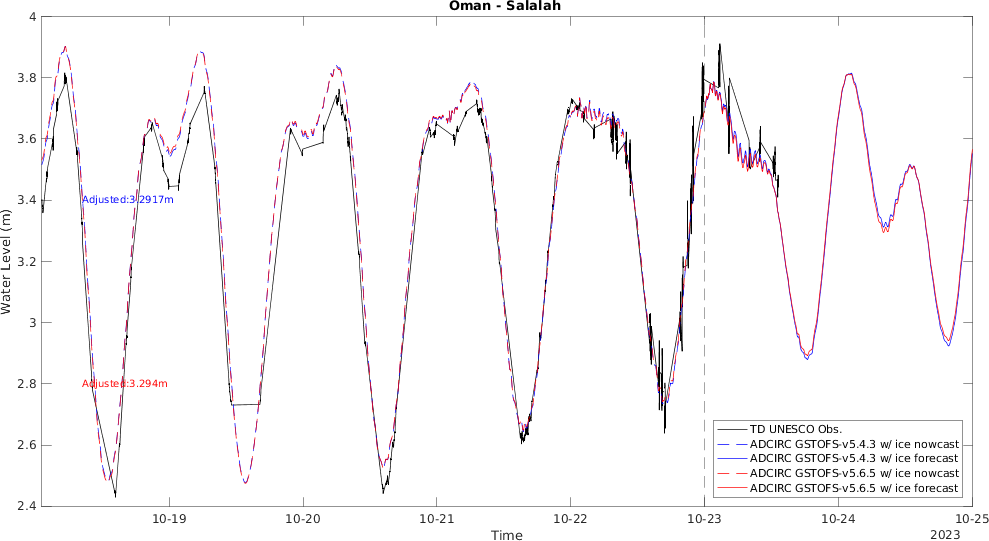 Oman - Salalah
4
3.8
3.6
3.4
3.2
3
2.8
2.6
2.4
Water Level (m)
Adjusted:3.2917m
Adjusted:3.294m
TD UNESCO Obs.
ADCIRC GSTOFS-v5.4.3 w/ ice nowcast
ADCIRC GSTOFS-v5.4.3 w/ ice forecast
ADCIRC GSTOFS-v5.6.5 w/ ice nowcast
ADCIRC GSTOFS-v5.6.5 w/ ice forecast
10-19 10-20 10-21 10-22 10-23 10-24 10-25
Time
2023